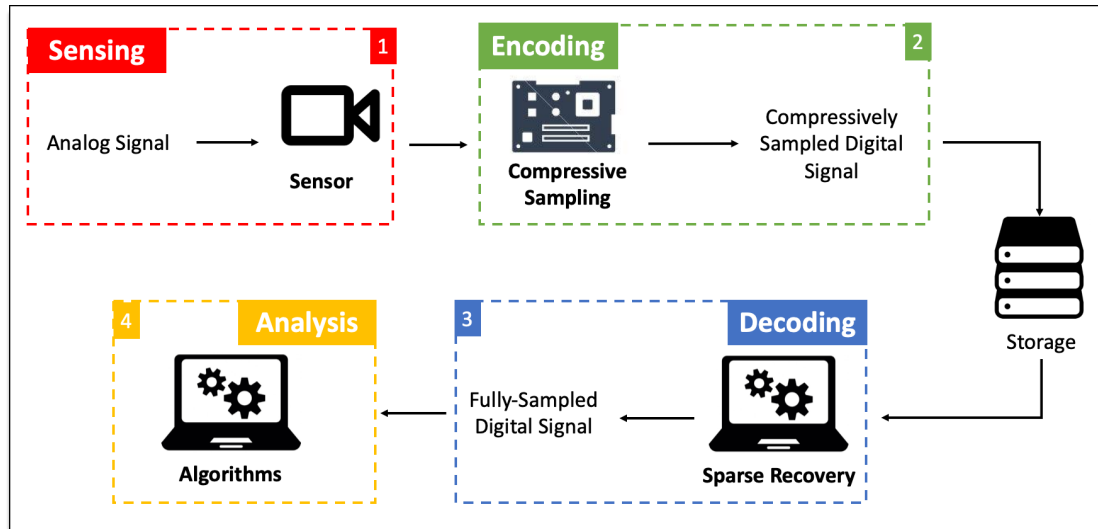 Sensing
1
Analog Signal
Sensor
Encoding
2
Compressive
Sampling
Compressively
Sampled Digital
Signal
Storage
Decoding
3
Sparse Recovery
Fully-Sampled
Digital Signal
Analysis
4
Algorithms